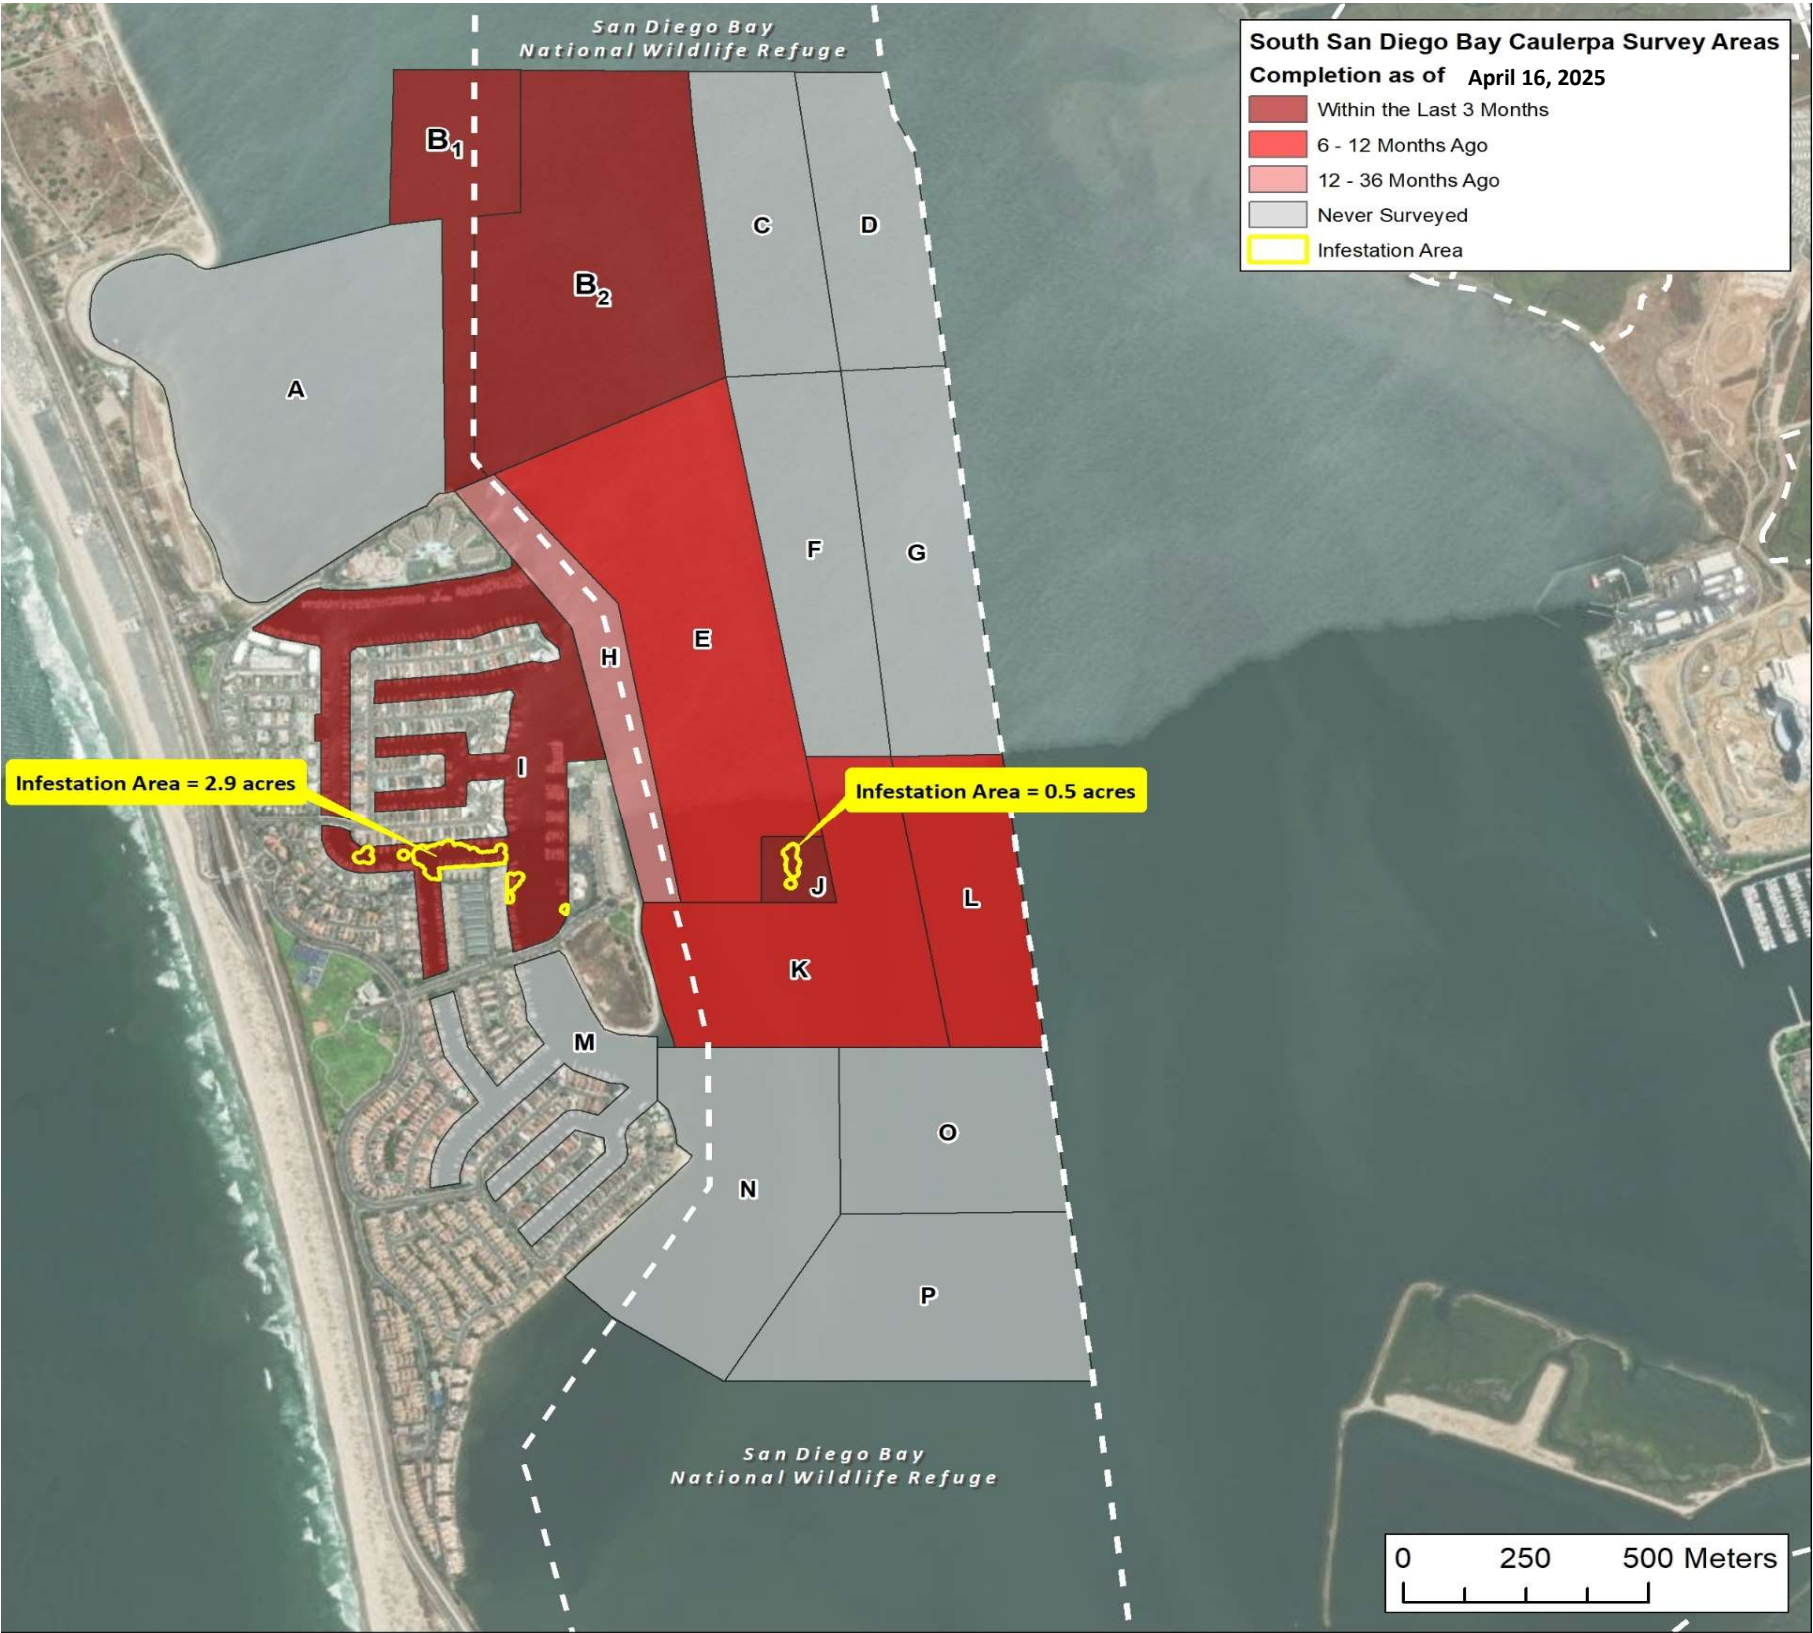 San Diego Bay
National Wildlife Refuge
South San Diego Bay Caulerpa Survey Areas
Completion as of April 16, 2025
Within the Last 3 Months
6 - 12 Months Ago
12 - 36 Months Ago
Never Surveyed
Infestation Area
B1
C
D
B2
A
F
G
E
H
I
Infestation Area = 2.9 acres
Infestation Area = 0.5 acres
J
L
K
M
O
N
P
San Diego Bay
National Wildlife Refuge
0 250 500 Meters